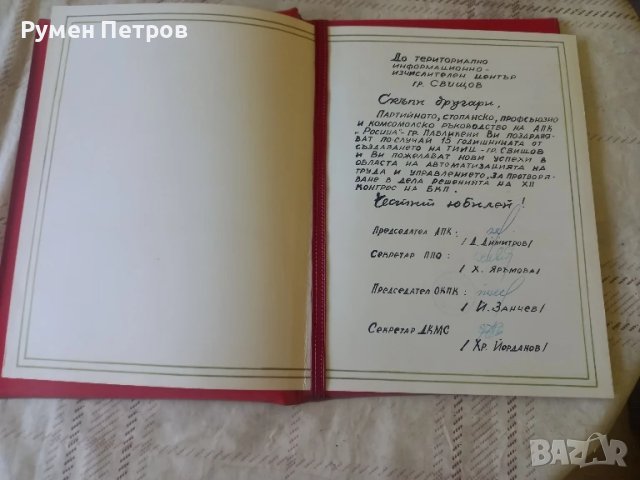 Румен Петров
До териториално
информационно-
изчислителен център
гр. Свищов
Скъпи другари,
Партийното, стопанско, профсъюзно
и комсомолско ръководство на АПК
„Росица"- гр. Павликени Ви поздравя-
ват по случай 15 годишнината от
създаването на ТИИЦ - гр. Свищов
и Ви пожелават нови успехи в
областта на автоматизацията на
труда и управлението, за претворя-
ване в дела решенията на XII
конгрес на БКП.
Честит юбилей!
Председател АПК:
/ Д. Димитров/
Секретар ППО:
/ Х. Яръмова/
Председател ОКПК:
/ Й. Занчев/
Секретар ДКМС
/ Хр. Йорданов/
BAZAR